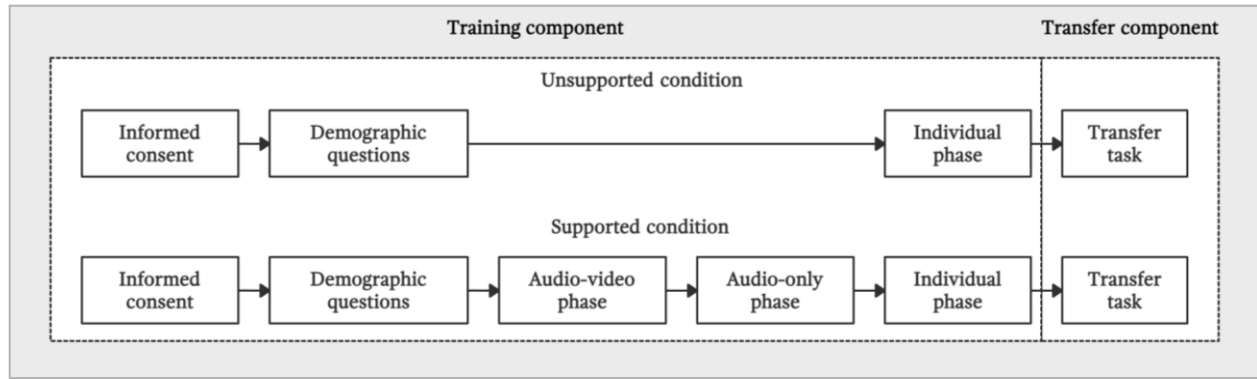 Training component
Transfer component
Unsupported condition
Informed
consent
Demographic
questions
Individual
phase
Transfer
task
Supported condition
Informed
consent
Demographic
questions
Audio-video
phase
Audio-only
phase
Individual
phase
Transfer
task